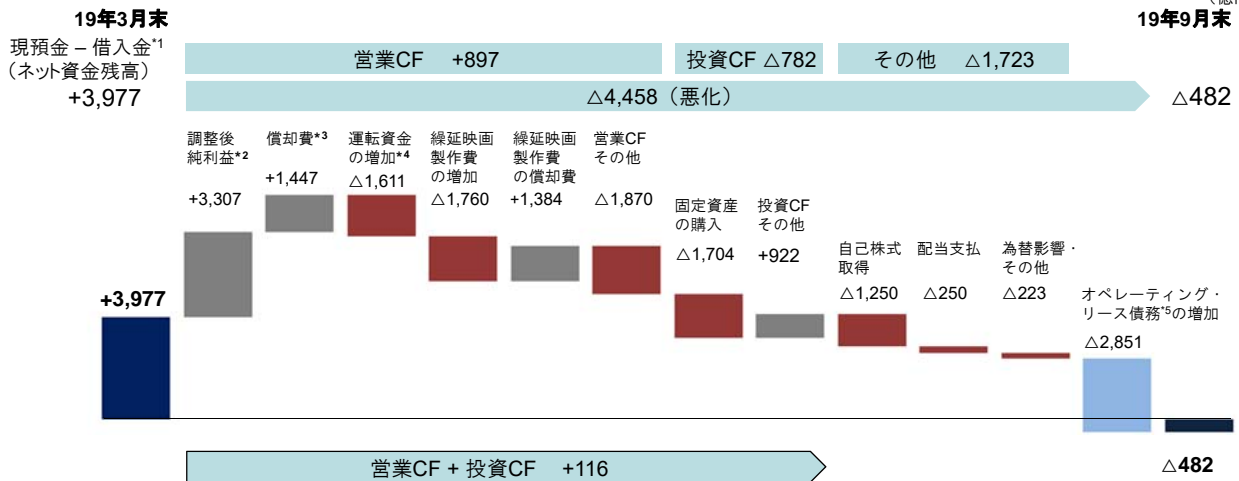 19年3月末
19年9月末
現預金 – 借入金*1
(ネット資金残高)
+3,977
営業CF +897
投資CF △782
その他 △1,723
△4,458(悪化)
△482
調整後
純利益*2
+3,307
償却費*3
+1,447
運転資金
の増加*4
△1,611
繰延映画
製作費
の増加
△1,760
繰延映画
製作費
の償却費
+1,384
営業CF
その他
△1,870
固定資産
の購入
△1,704
投資CF
その他
+922
自己株式
取得
△1,250
配当支払
△250
為替影響・
その他
△223
オペレーティング・
リース債務*5の増加
△2,851
+3,977
営業CF + 投資CF +116
△482